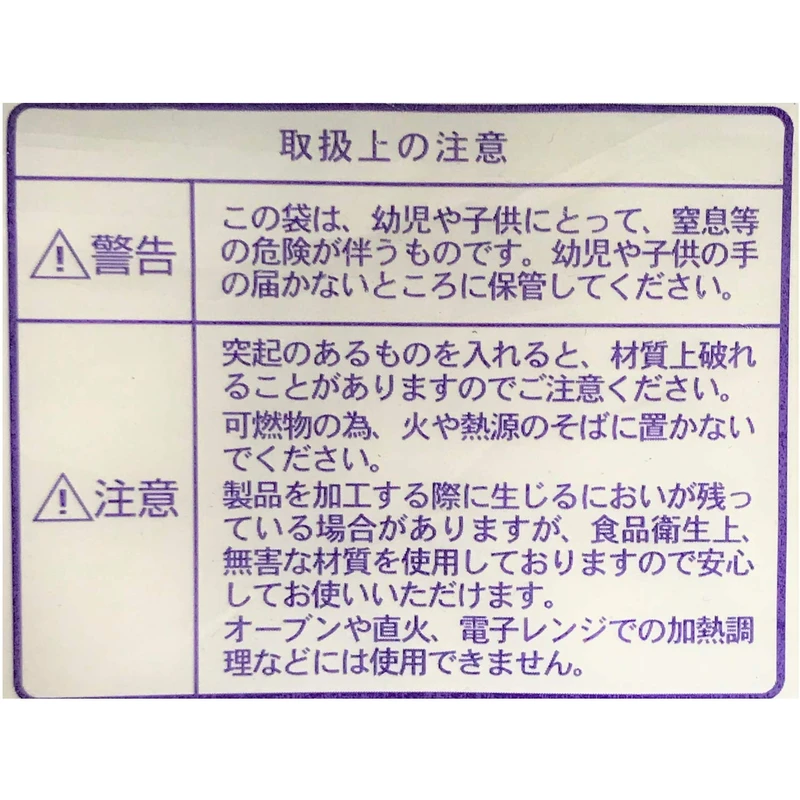 取扱上の注意
警告
この袋は、幼児や子供にとって、窒息等
の危険が伴うものです。幼児や子供の手
の届かないところに保管してください。
注意
突起のあるものを入れると、材質上破れ
ることがありますのでご注意ください。
可燃物の為、火や熱源のそばに置かない
でください。
製品を加工する際に生じるにおいが残っ
ている場合がありますが、食品衛生上、
無害な材質を使用しておりますので安心
してお使いいただけます。
オーブンや直火、電子レンジでの加熱調
理などには使用できません。